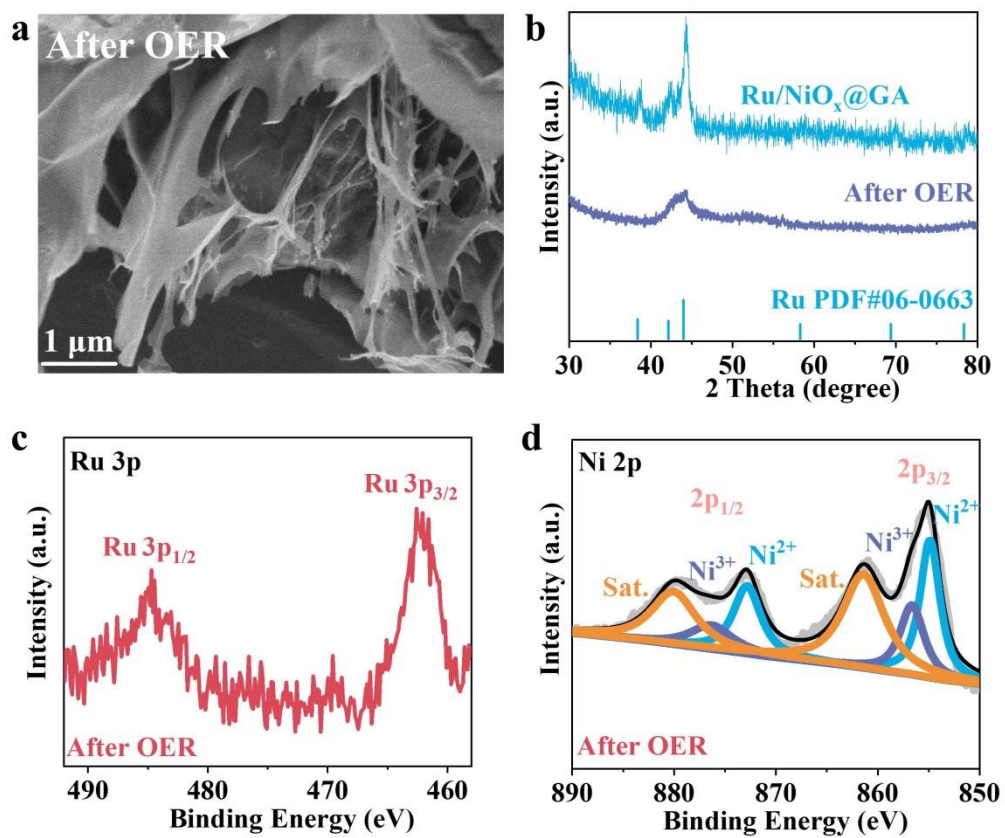 a
After OER
1 μm
b
Intensity (a.u.)
Ru/NiOₓ@GA
After OER
Ru PDF#06-0663
30 40 50 60 70 80
2 Theta (degree)
c
Ru 3p
Intensity (a.u.)
Ru 3p₁/₂
Ru 3p₃/₂
After OER
490 480 470 460
Binding Energy (eV)
d
Ni 2p
Intensity (a.u.)
2p₁/₂
2p₃/₂
Sat.
Ni³⁺
Ni²⁺
Sat.
Ni³⁺
Ni²⁺
After OER
890 880 870 860 850
Binding Energy (eV)